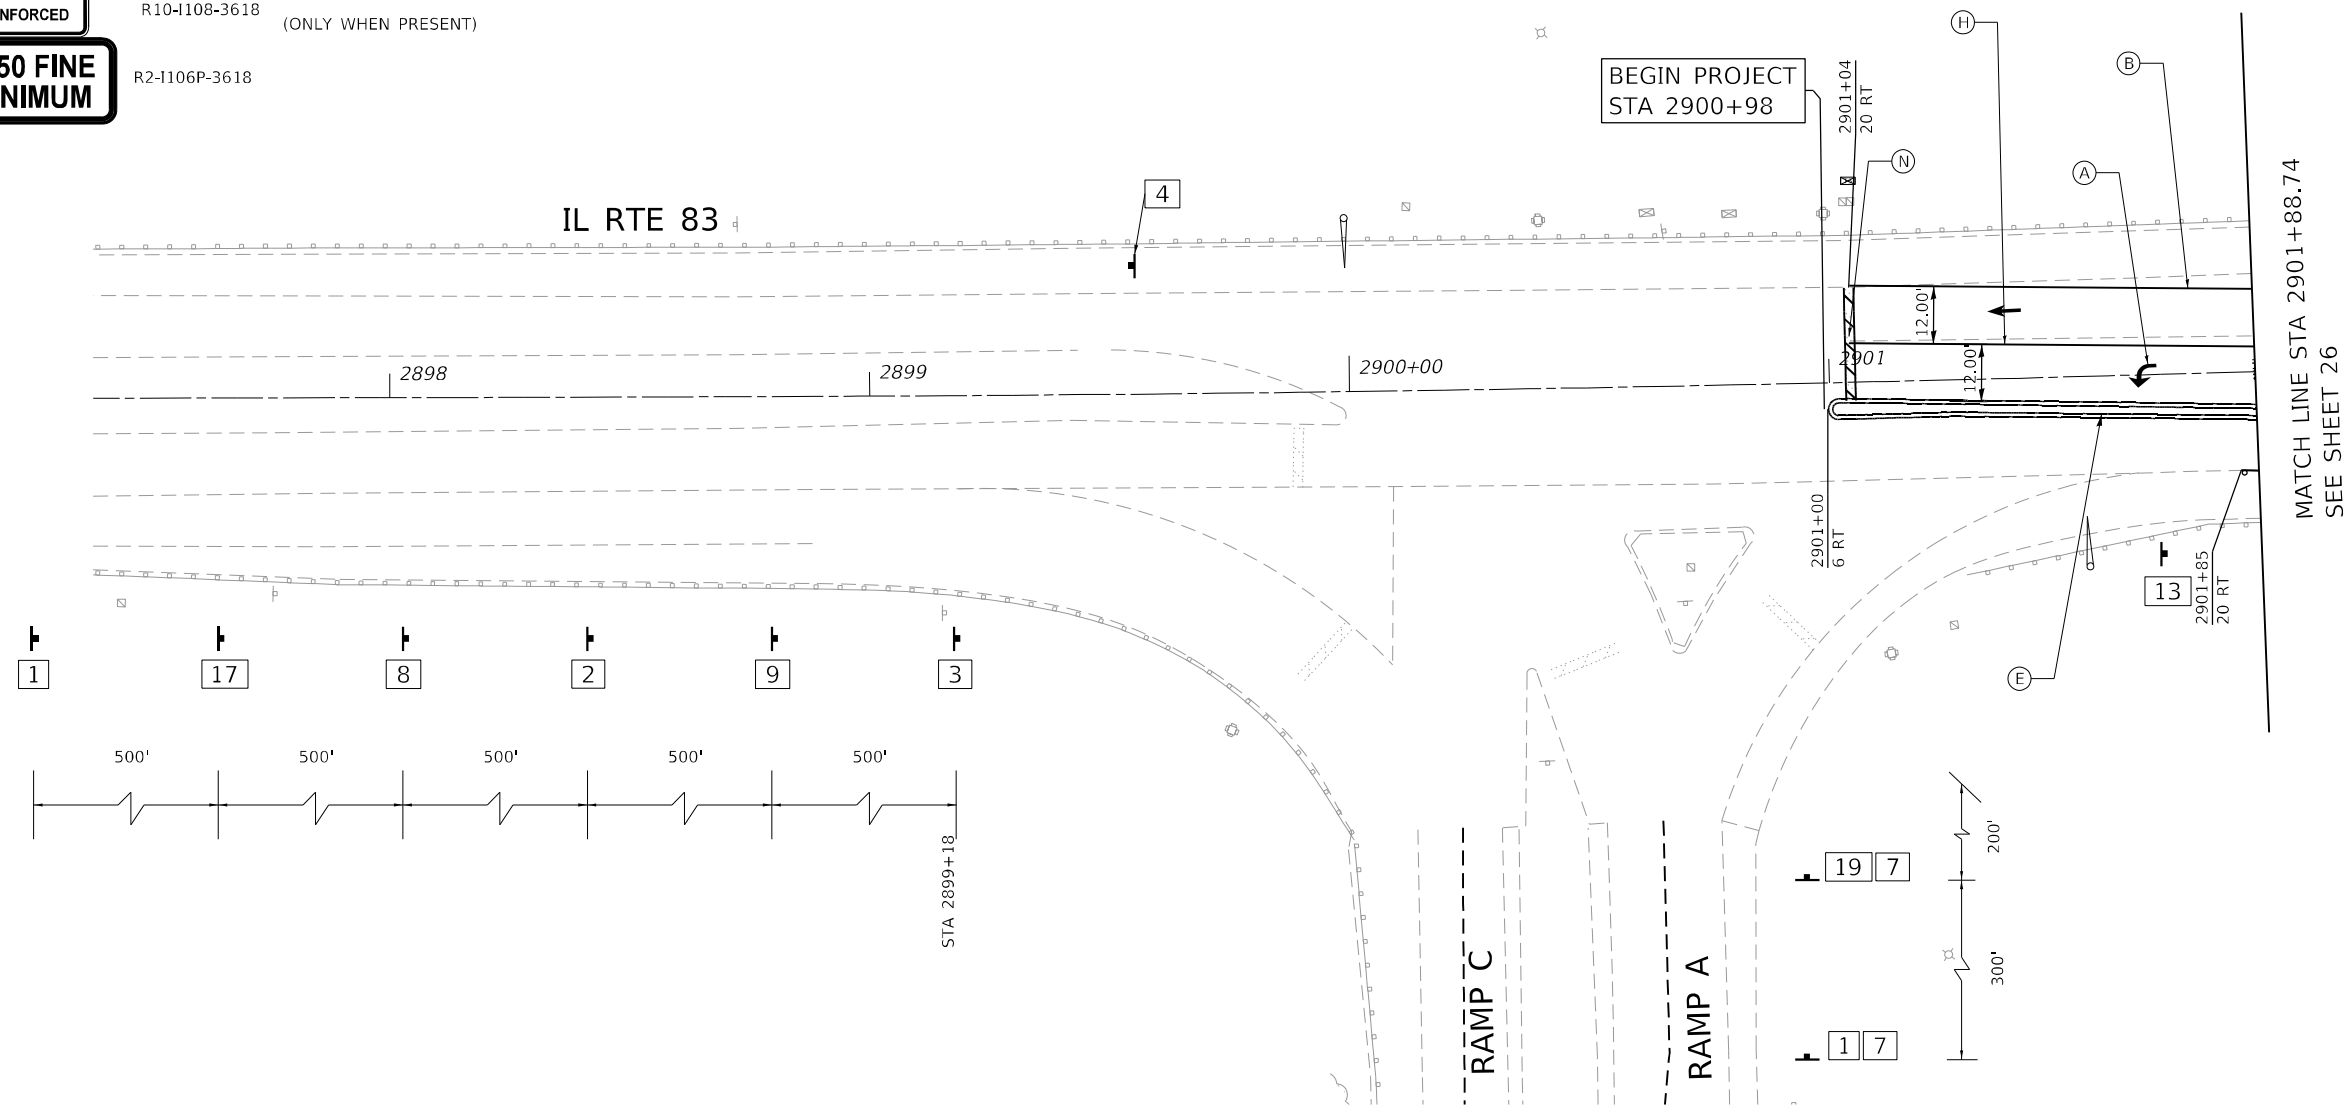 R10-I108-3618
(ONLY WHEN PRESENT)
FINE
R2-I106P-3618
BEGIN PROJECT
STA 2900+98
2901+04
20 RT
H
B
N
A
4
IL RTE 83
12.00'
12.00'
2898
2899
2900+00
2901
MATCH LINE STA 2901+88.74
SEE SHEET 26
2901+00
6 RT
13
2901+85
20 RT
E
1
17
8
2
9
3
500'
500'
500'
500'
500'
STA 2899+18
200'
19
7
300'
1
7
RAMP C
RAMP A